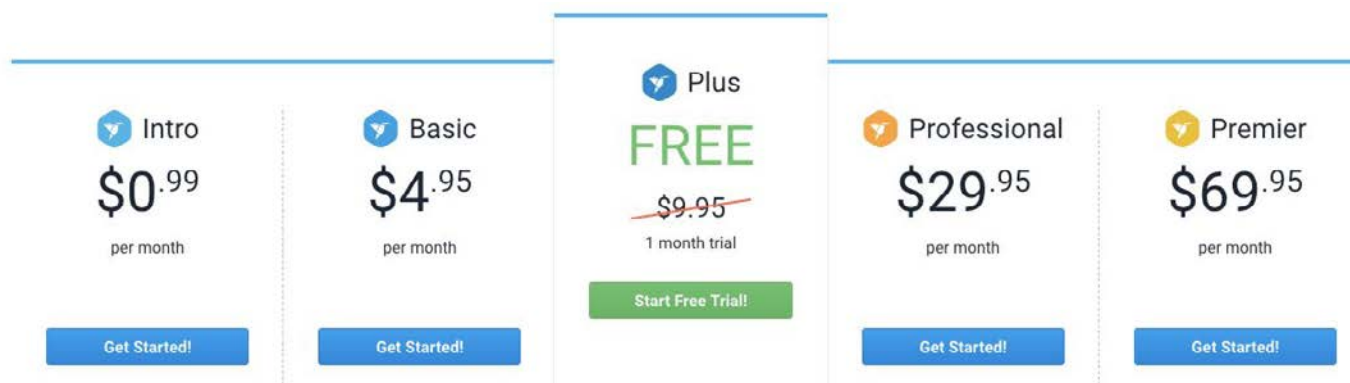 Intro
$0.99
per month
Get Started!
Basic
$4.95
per month
Get Started!
Plus
FREE
$9.95
1 month trial
Start Free Trial!
Professional
$29.95
per month
Get Started!
Premier
$69.95
per month
Get Started!